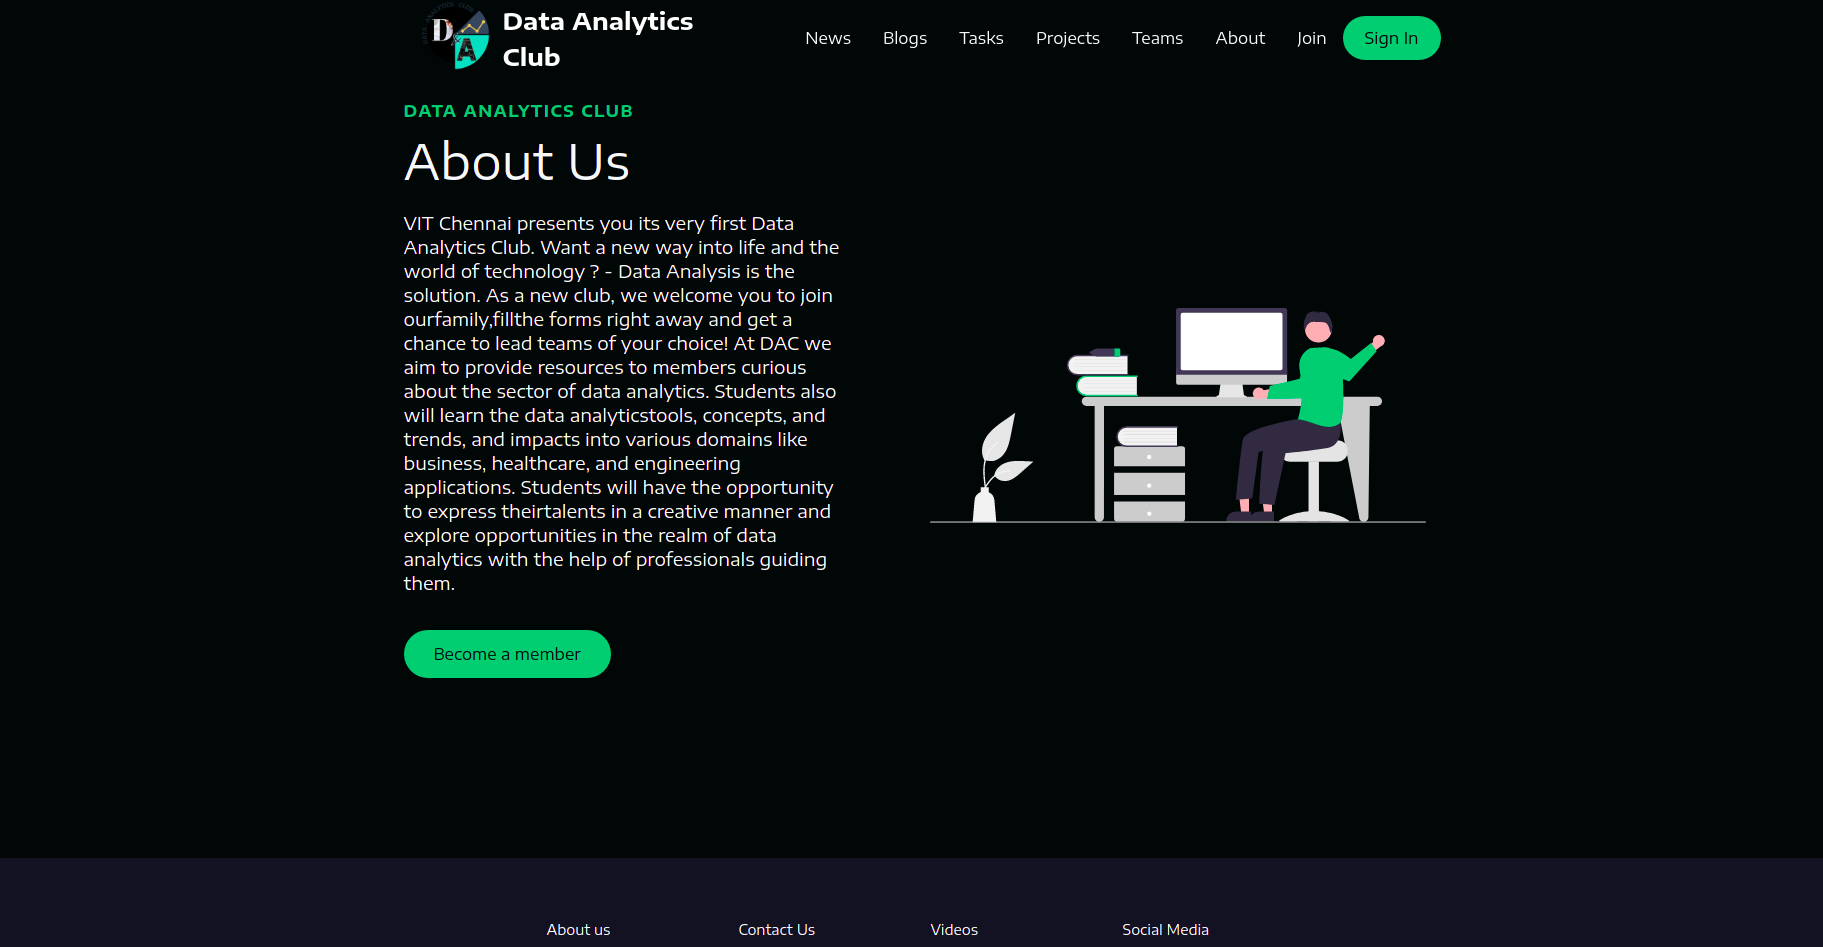 Data Analytics
Club
News Blogs Tasks Projects Teams About Join Sign In
DATA ANALYTICS CLUB
About Us
VIT Chennai presents you its very first Data
Analytics Club. Want a new way into life and the
world of technology ? - Data Analysis is the
solution. As a new club, we welcome you to join
ourfamily,fillthe forms right away and get a
chance to lead teams of your choice! At DAC we
aim to provide resources to members curious
about the sector of data analytics. Students also
will learn the data analyticstools, concepts, and
trends, and impacts into various domains like
business, healthcare, and engineering
applications. Students will have the opportunity
to express theirtalents in a creative manner and
explore opportunities in the realm of data
analytics with the help of professionals guiding
them.
Become a member
About us Contact Us Videos Social Media